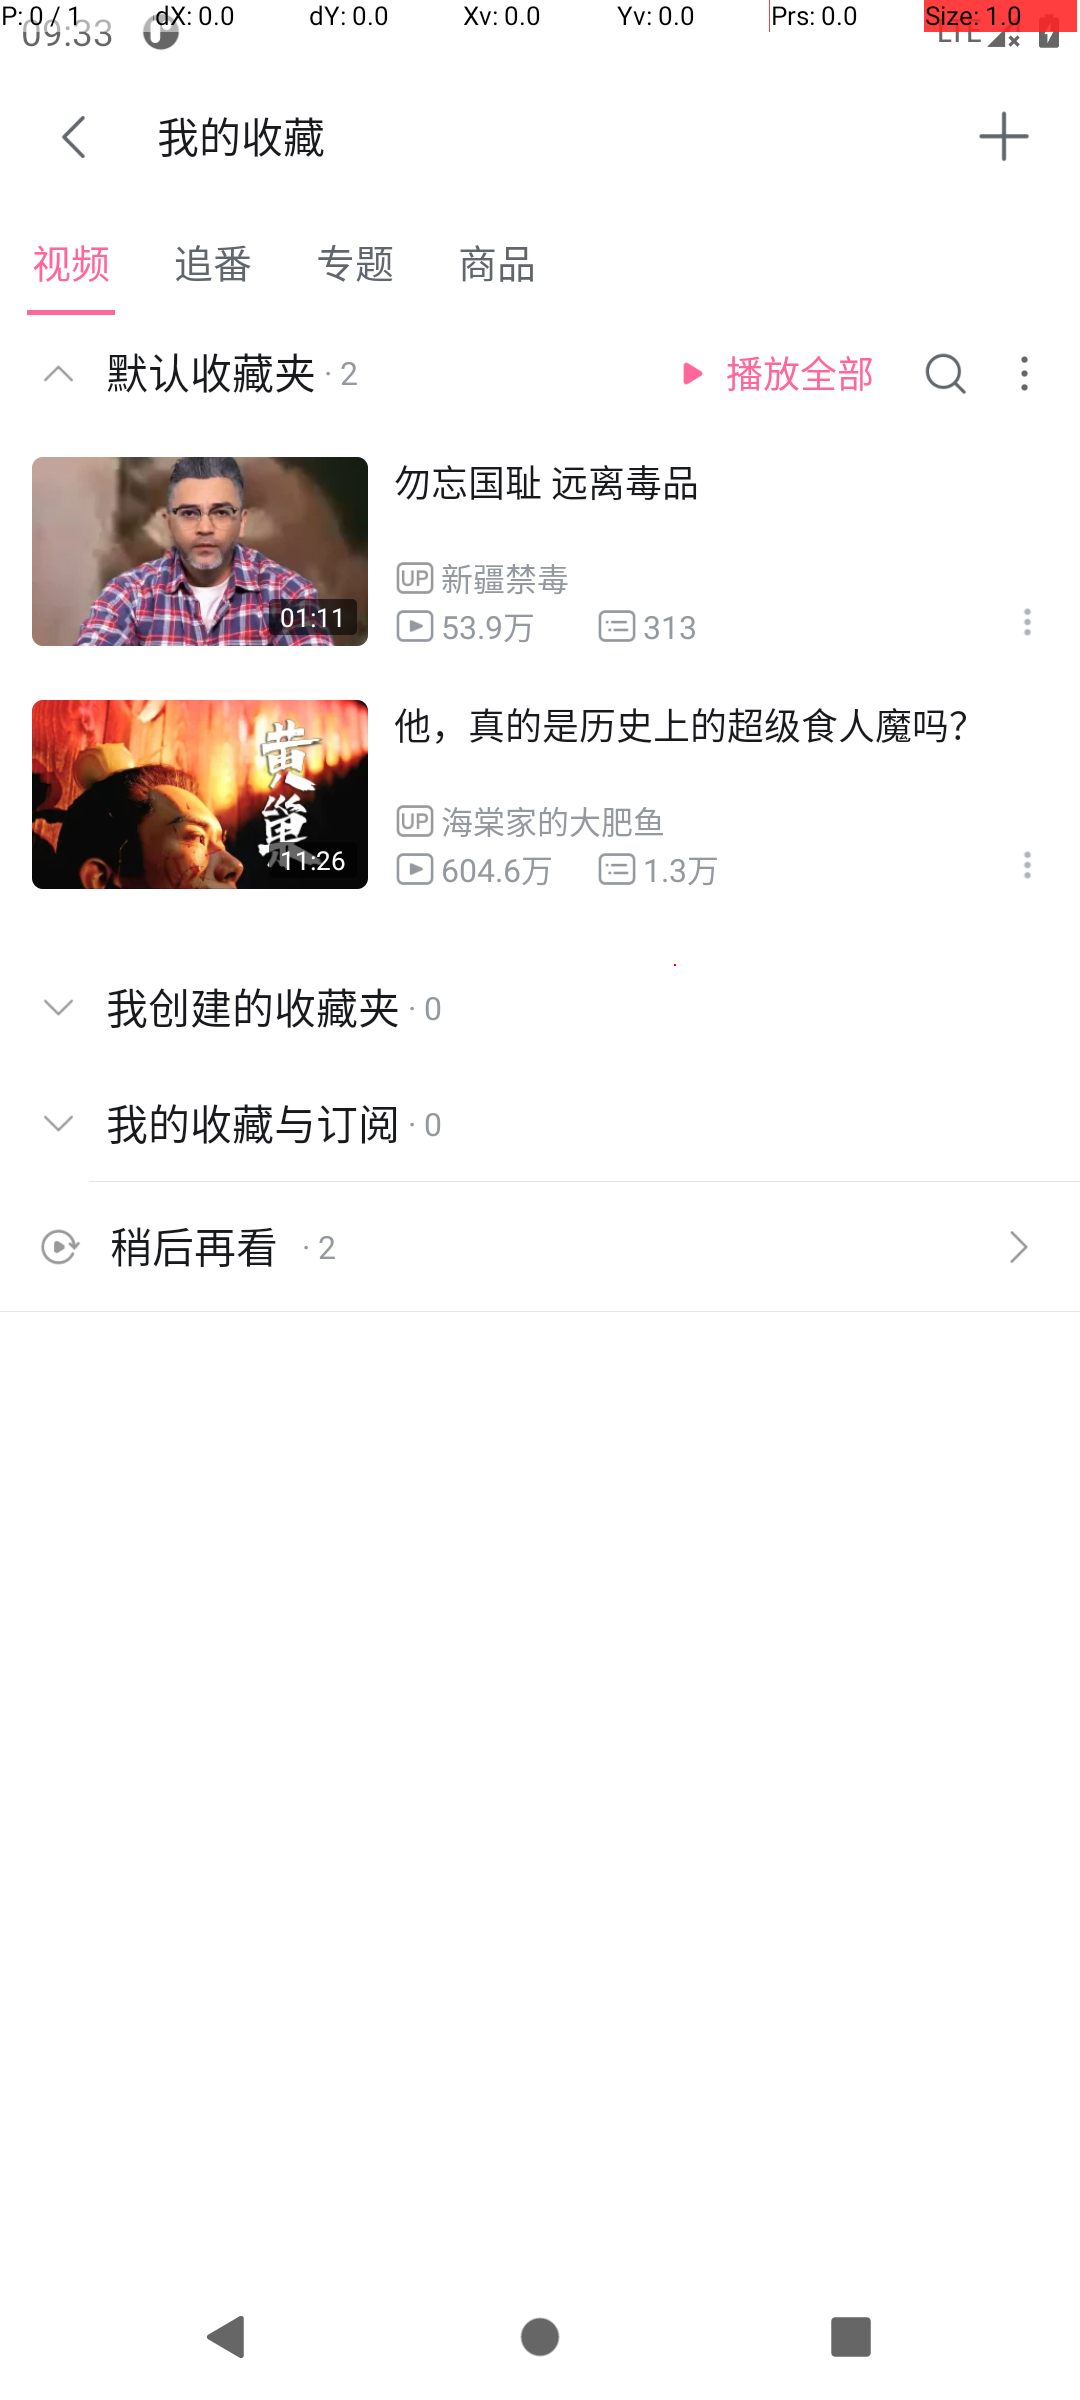 P: 0 / 1 dX: 0.0 dY: 0.0 Xv: 0.0 Yv: 0.0 Prs: 0.0 Size: 1.0
09:33 LTE
我的收藏
视频 追番 专题 商品
默认收藏夹 · 2 播放全部
勿忘国耻 远离毒品
UP 新疆禁毒
01:11
53.9万 313
他，真的是历史上的超级食人魔吗？
黄巢
UP 海棠家的大肥鱼
11:26
604.6万 1.3万
我创建的收藏夹 · 0
我的收藏与订阅 · 0
稍后再看 · 2